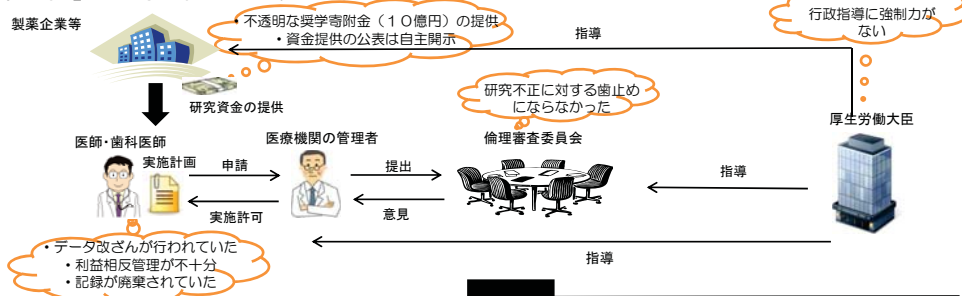 製薬企業等
・不透明な奨学寄附金（１０億円）の提供
・資金提供の公表は自主開示
指導
行政指導に強制力が
ない
研究資金の提供
研究不正に対する歯止め
にならなかった
厚生労働大臣
医師・歯科医師
医療機関の管理者
倫理審査委員会
実施計画
申請
提出
指導
実施許可
意見
・データ改ざんが行われていた
・利益相反管理が不十分
・記録が廃棄されていた
指導